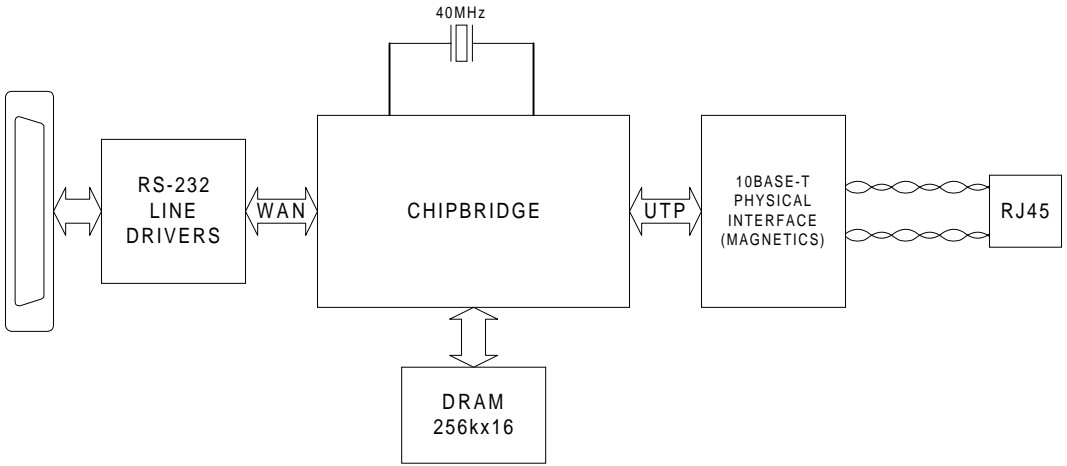 40MHz
RS-232
LINE
DRIVERS
WAN
CHIPBRIDGE
UTP
10BASE-T
PHYSICAL
INTERFACE
(MAGNETICS)
RJ45
DRAM
256kx16